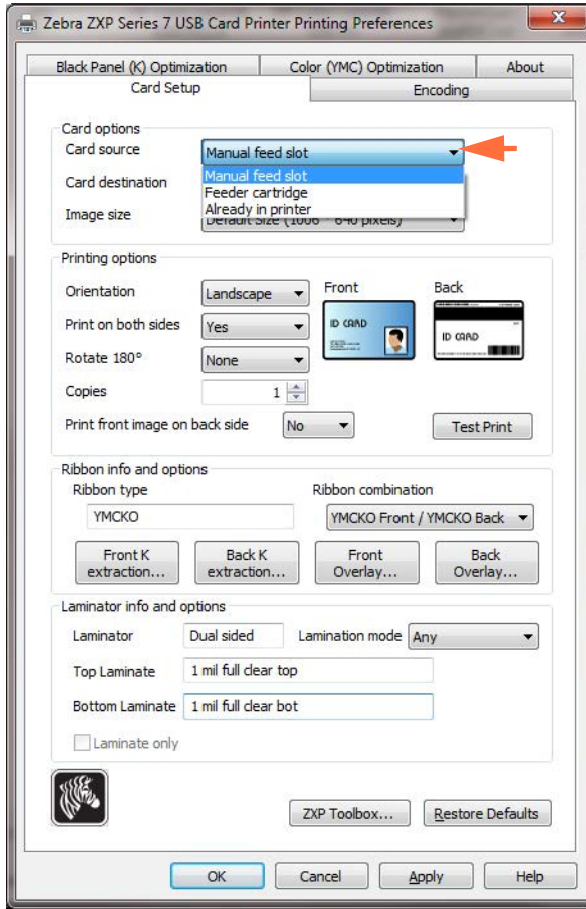 Zebra ZXP Series 7 USB Card Printer Printing Preferences
Black Panel (K) Optimization Color (YMC) Optimization About
Card Setup Encoding
Card options
Card source Manual feed slot
Manual feed slot
Card destination
Feeder cartridge
Already in printer
Image size Default Size (1006 * 640 pixels)
Printing options
Orientation Landscape Front Back
Print on both sides Yes
ID CARD
ID CARD
Rotate 180° None
Copies 1
Print front image on back side No Test Print
Ribbon info and options
Ribbon type Ribbon combination
YMCKO YMCKO Front / YMCKO Back
Front K extraction... Back K extraction... Front Overlay... Back Overlay...
Laminator info and options
Laminator Dual sided Lamination mode Any
Top Laminate 1 mil full clear top
Bottom Laminate 1 mil full clear bot
Laminate only
ZXP Toolbox... Restore Defaults
OK Cancel Apply Help